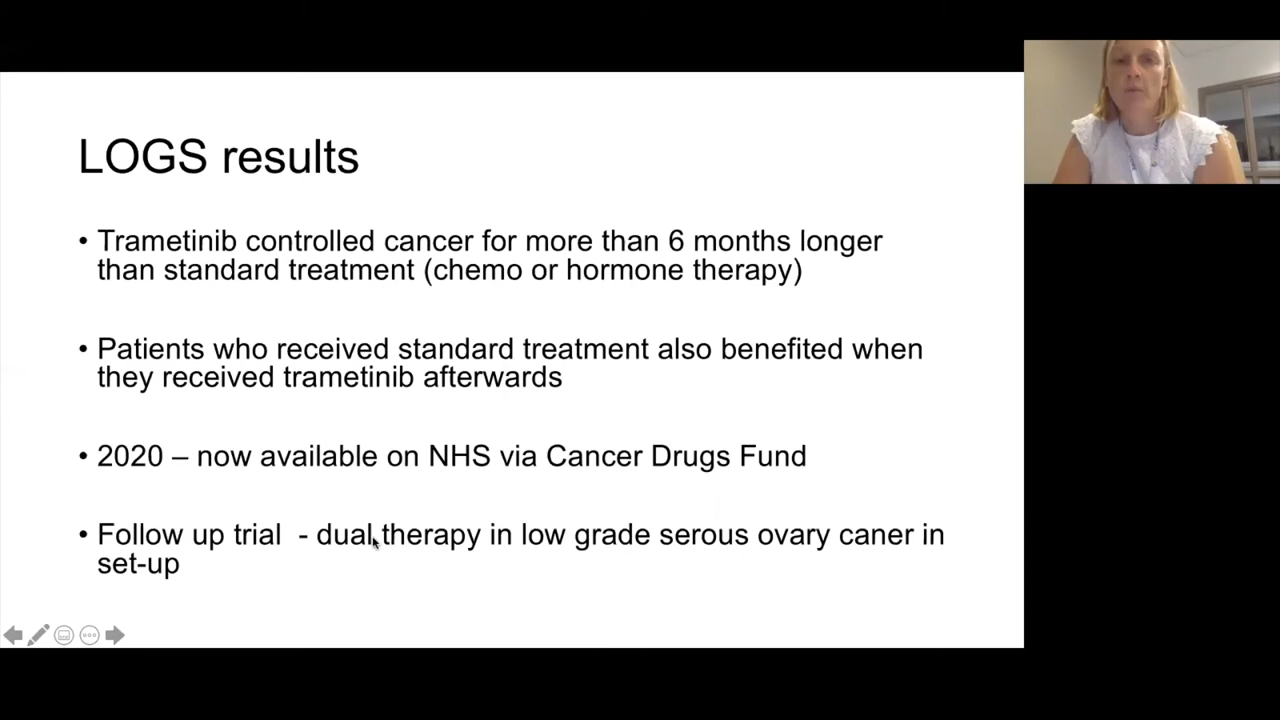 LOGS results
• Trametinib controlled cancer for more than 6 months longer
than standard treatment (chemo or hormone therapy)
• Patients who received standard treatment also benefited when
they received trametinib afterwards
• 2020 – now available on NHS via Cancer Drugs Fund
• Follow up trial  - dual therapy in low grade serous ovary caner in
set-up